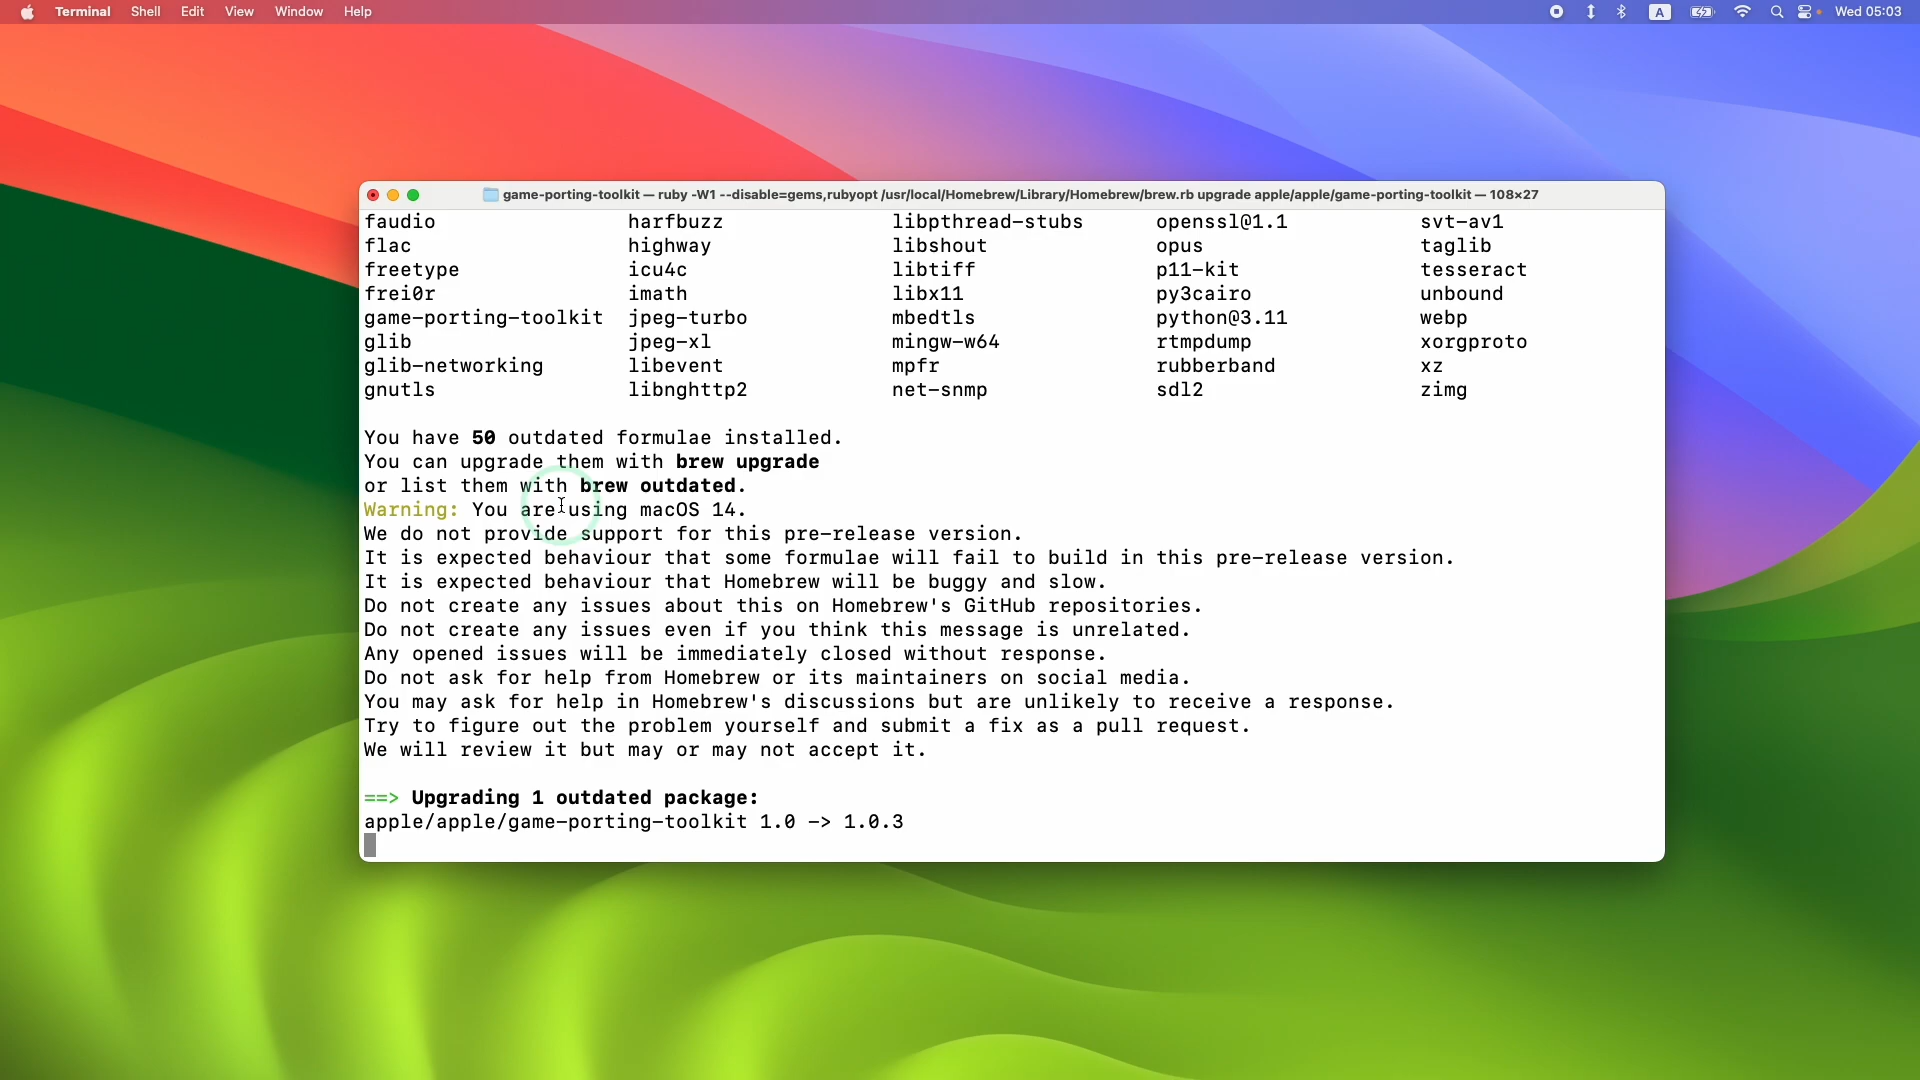 Terminal Shell Edit View Window Help A Wed 05:03
game-porting-toolkit — ruby -W1 --disable=gems,rubyopt /usr/local/Homebrew/Library/Homebrew/brew.rb upgrade apple/apple/game-porting-toolkit — 108×27
faudio harfbuzz libpthread-stubs openssl@1.1 svt-av1
flac highway libshout opus taglib
freetype icu4c libtiff p11-kit tesseract
frei0r imath libx11 py3cairo unbound
game-porting-toolkit jpeg-turbo mbedtls python@3.11 webp
glib jpeg-xl mingw-w64 rtmpdump xorgproto
glib-networking libevent mpfr rubberband xz
gnutls libnghttp2 net-snmp sdl2 zimg
You have 50 outdated formulae installed.
You can upgrade them with brew upgrade
or list them with brew outdated.
Warning: You are using macOS 14.
We do not provide support for this pre-release version.
It is expected behaviour that some formulae will fail to build in this pre-release version.
It is expected behaviour that Homebrew will be buggy and slow.
Do not create any issues about this on Homebrew's GitHub repositories.
Do not create any issues even if you think this message is unrelated.
Any opened issues will be immediately closed without response.
Do not ask for help from Homebrew or its maintainers on social media.
You may ask for help in Homebrew's discussions but are unlikely to receive a response.
Try to figure out the problem yourself and submit a fix as a pull request.
We will review it but may or may not accept it.
==> Upgrading 1 outdated package:
apple/apple/game-porting-toolkit 1.0 -> 1.0.3